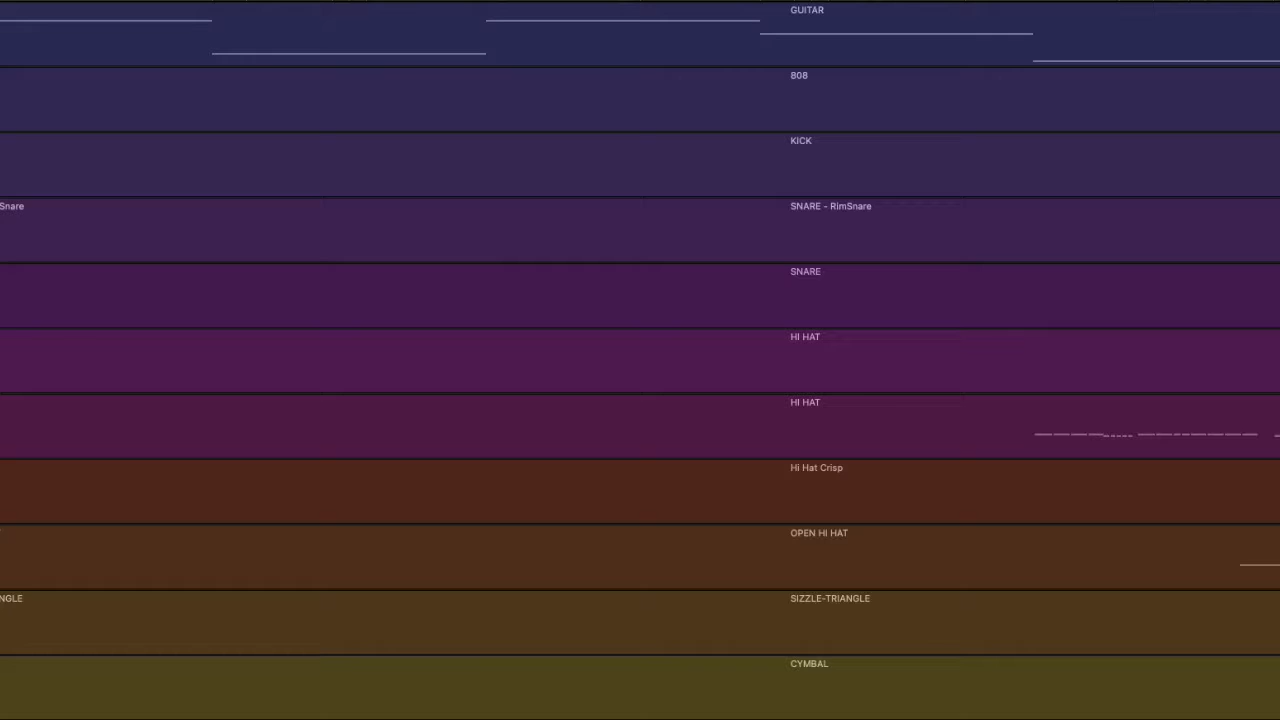 GUITAR
808
KICK
Snare
SNARE - RimSnare
SNARE
HI HAT
HI HAT
Hi Hat Crisp
OPEN HI HAT
NGLE
SIZZLE-TRIANGLE
CYMBAL